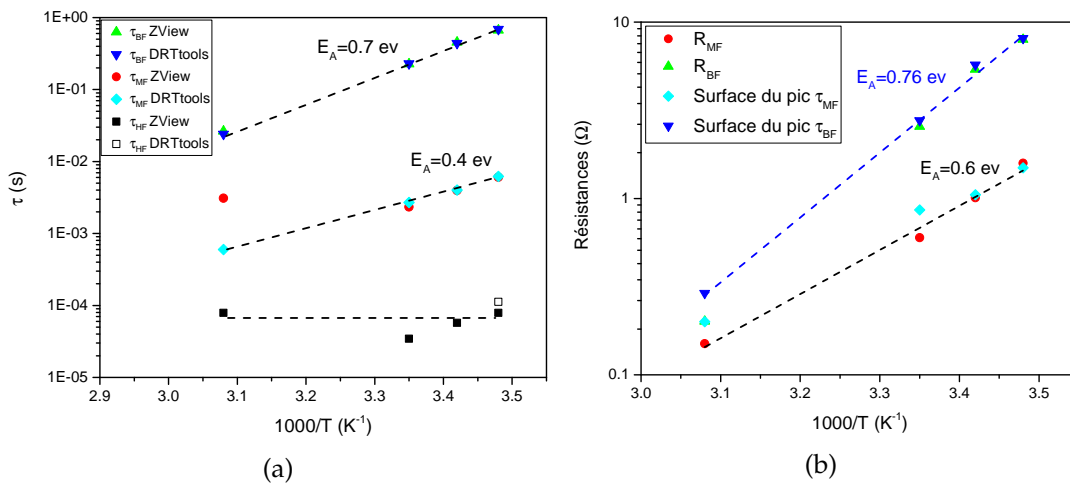 1E+00
1E-01
1E-02
1E-03
1E-04
1E-05
τ (s)
τBF ZView
τBF DRTtools
τMF ZView
τMF DRTtools
τHF ZView
τHF DRTtools
EA=0.7 ev
EA=0.4 ev
2.9 3.0 3.1 3.2 3.3 3.4 3.5
1000/T (K-1)
(a)
10
1
0.1
Résistances (Ω)
RMF
RBF
Surface du pic τMF
Surface du pic τBF
EA=0.76 ev
EA=0.6 ev
3.0 3.1 3.2 3.3 3.4 3.5
1000/T (K-1)
(b)